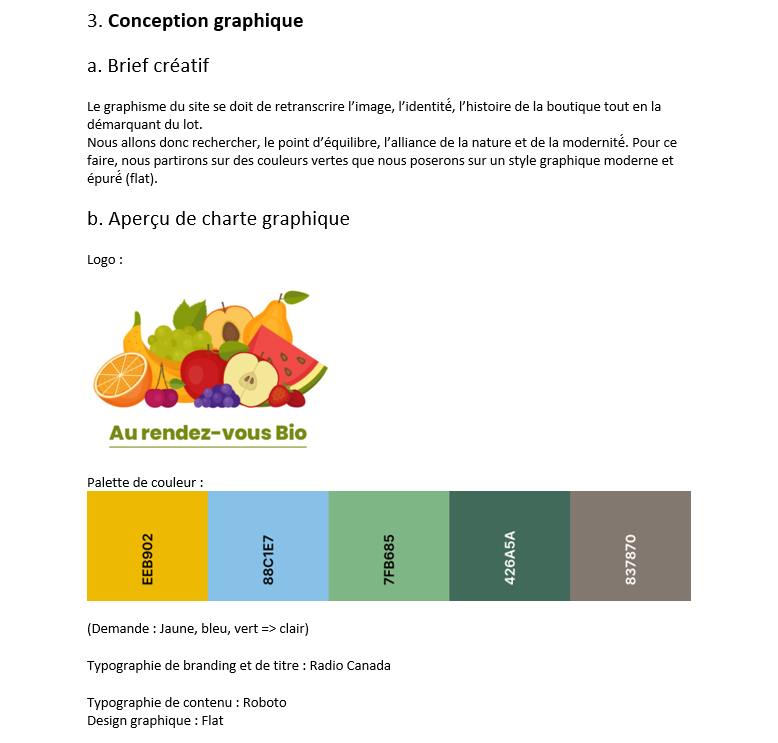 3. Conception graphique
a. Brief créatif
Le graphisme du site se doit de retranscrire l’image, l’identité, l’histoire de la boutique tout en la
démarquant du lot.
Nous allons donc rechercher, le point d’équilibre, l’alliance de la nature et de la modernité. Pour ce
faire, nous partirons sur des couleurs vertes que nous poserons sur un style graphique moderne et
épuré (flat).
b. Aperçu de charte graphique
Logo :
Au rendez-vous Bio
Palette de couleur :
EEB902
88C1E7
7FB685
426A5A
837870
(Demande : Jaune, bleu, vert => clair)
Typographie de branding et de titre : Radio Canada
Typographie de contenu : Roboto
Design graphique : Flat